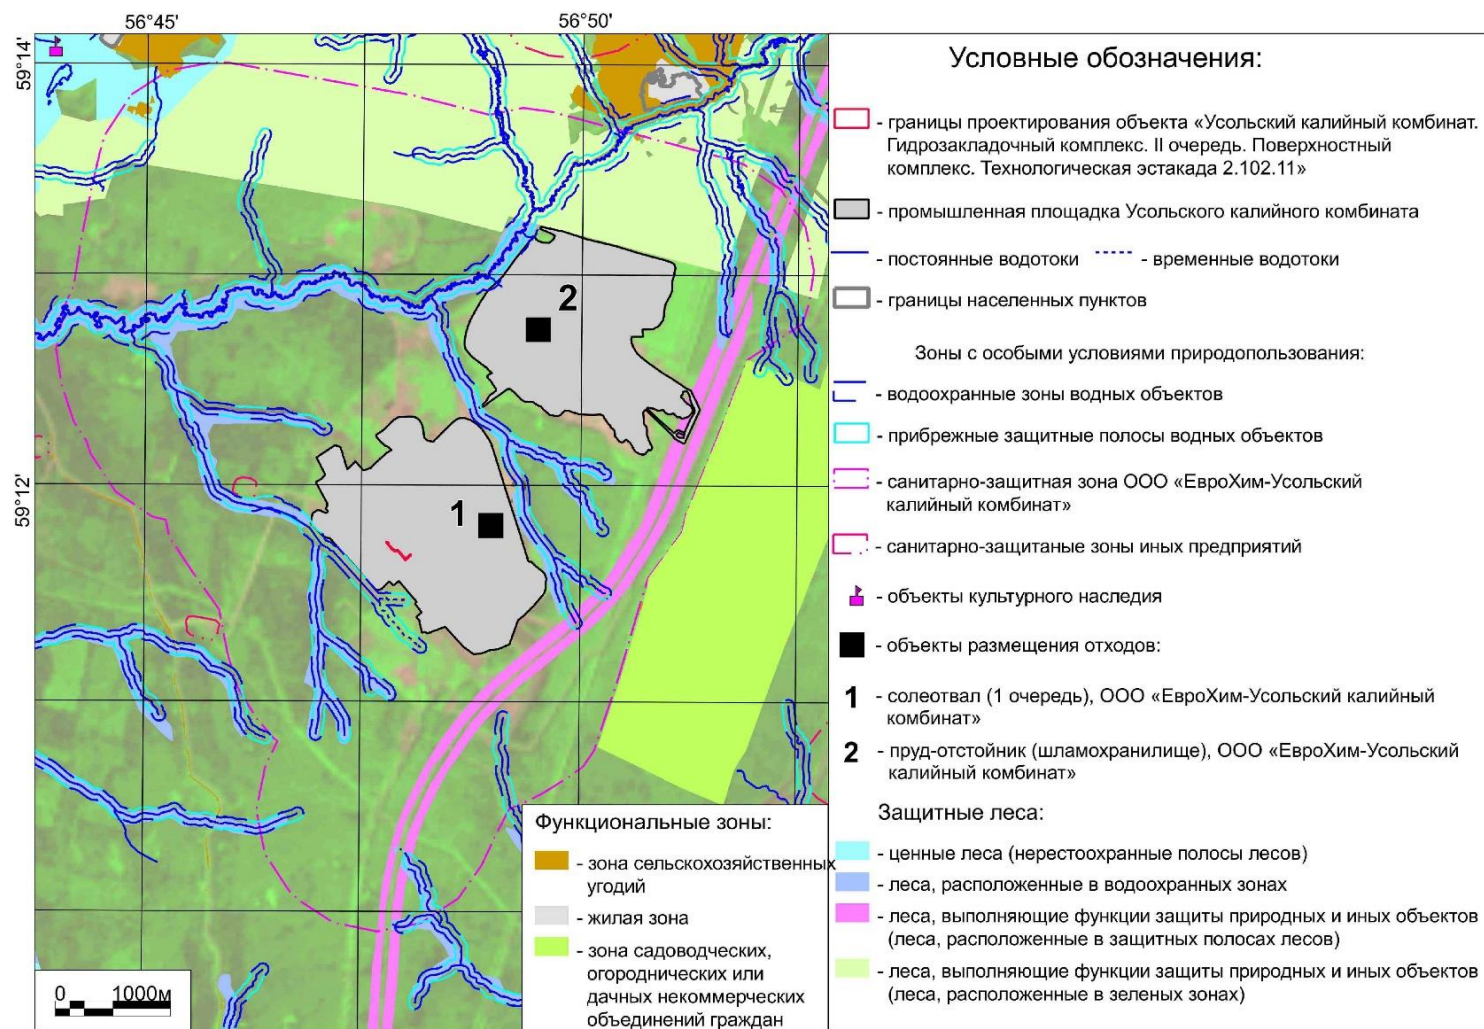 56°45'
56°50'
59°14'
59°12'
2
1
0 1000м
Функциональные зоны:
- зона сельскохозяйственных
угодий
- жилая зона
- зона садоводческих,
огороднических или
дачных некоммерческих
объединений граждан
Условные обозначения:
- границы проектирования объекта «Усольский калийный комбинат.
Гидрозакладочный комплекс. II очередь. Поверхностный
комплекс. Технологическая эстакада 2.102.11»
- промышленная площадка Усольского калийного комбината
- постоянные водотоки - временные водотоки
- границы населенных пунктов
Зоны с особыми условиями природопользования:
- водоохранные зоны водных объектов
- прибрежные защитные полосы водных объектов
- санитарно-защитная зона ООО «ЕвроХим-Усольский
калийный комбинат»
- санитарно-защитаные зоны иных предприятий
- объекты культурного наследия
- объекты размещения отходов:
1 - солеотвал (1 очередь), ООО «ЕвроХим-Усольский калийный
комбинат»
2 - пруд-отстойник (шламохранилище), ООО «ЕвроХим-Усольский
калийный комбинат»
Защитные леса:
- ценные леса (нерестоохранные полосы лесов)
- леса, расположенные в водоохранных зонах
- леса, выполняющие функции защиты природных и иных объектов
(леса, расположенные в защитных полосах лесов)
- леса, выполняющие функции защиты природных и иных объектов
(леса, расположенные в зеленых зонах)